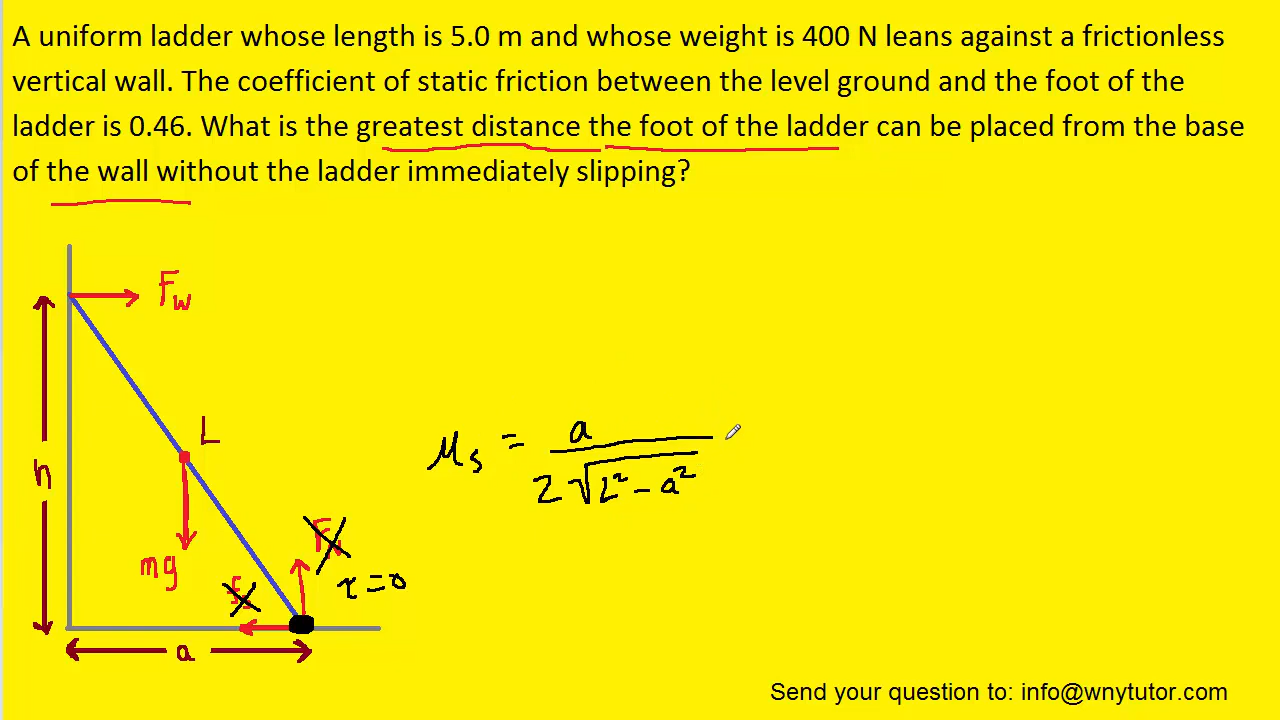 A uniform ladder whose length is 5.0 m and whose weight is 400 N leans against a frictionless
vertical wall. The coefficient of static friction between the level ground and the foot of the
ladder is 0.46. What is the greatest distance the foot of the ladder can be placed from the base
of the wall without the ladder immediately slipping?
Fw
L
h
μs = a / 2√L² - a²
mg
FN
fs
τ = 0
a
Send your question to: info@wnytutor.com